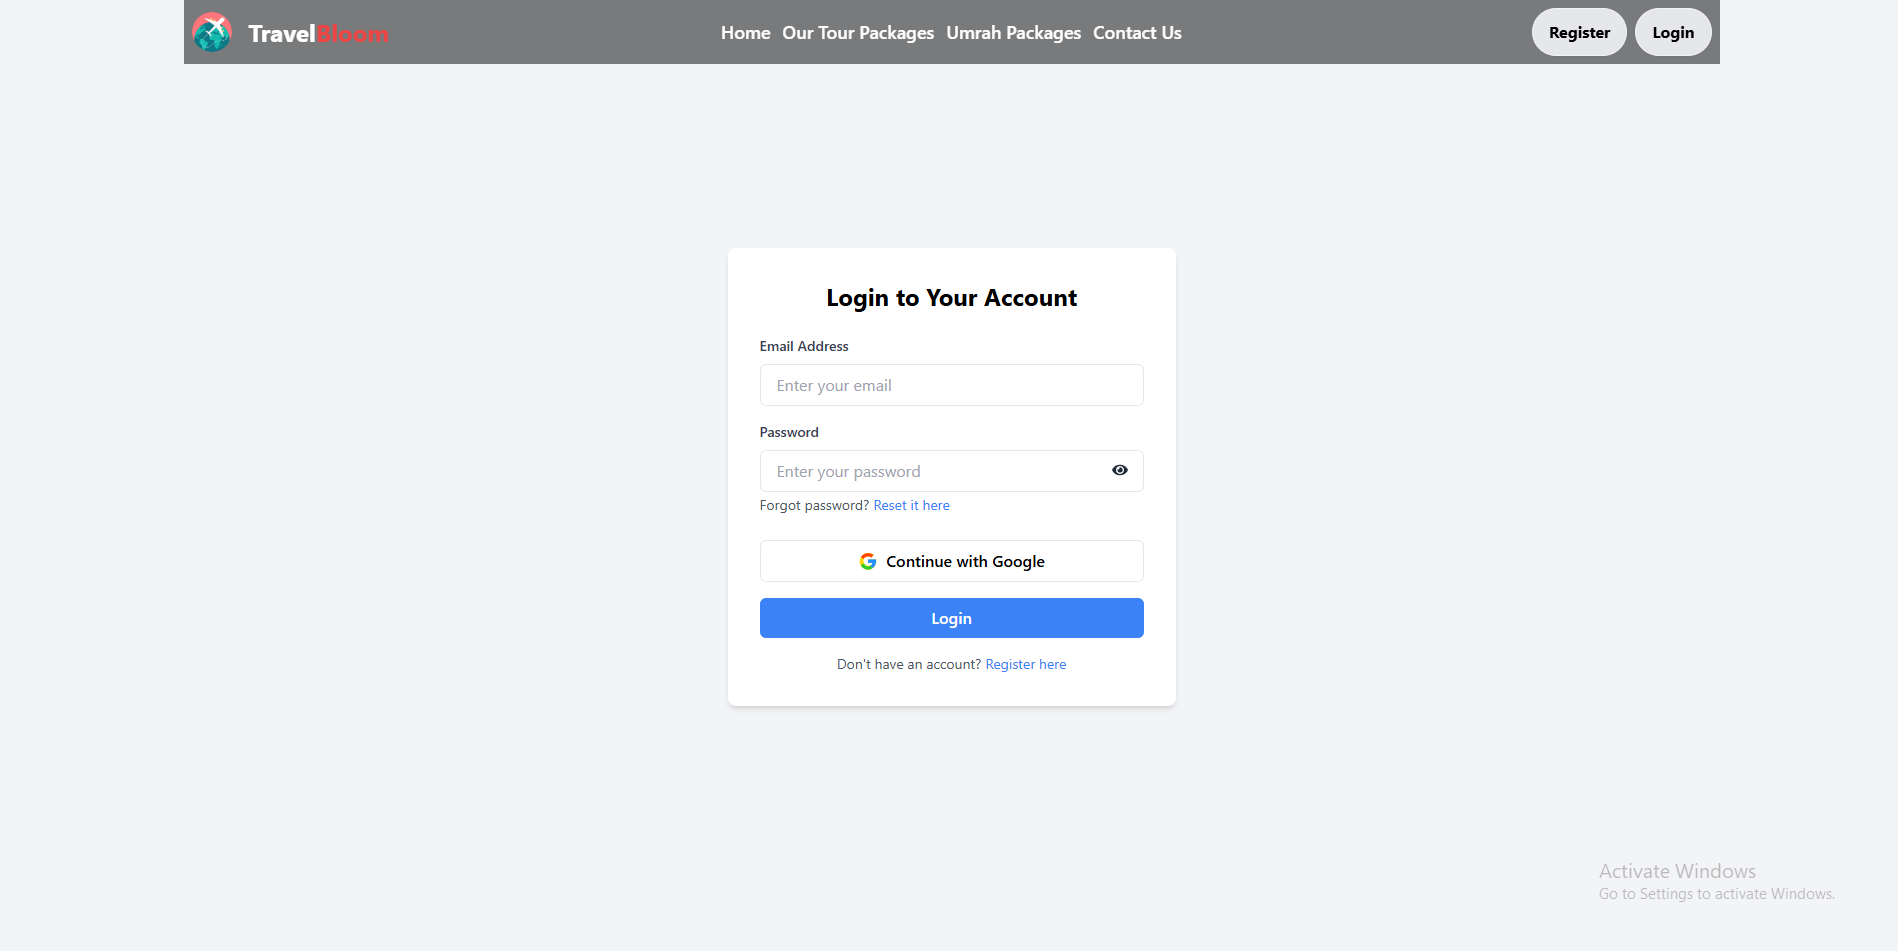 TravelBloom
Home Our Tour Packages Umrah Packages Contact Us
Register Login
Login to Your Account
Email Address
Enter your email
Password
Enter your password
Forgot password? Reset it here
Continue with Google
Login
Don't have an account? Register here
Activate Windows
Go to Settings to activate Windows.